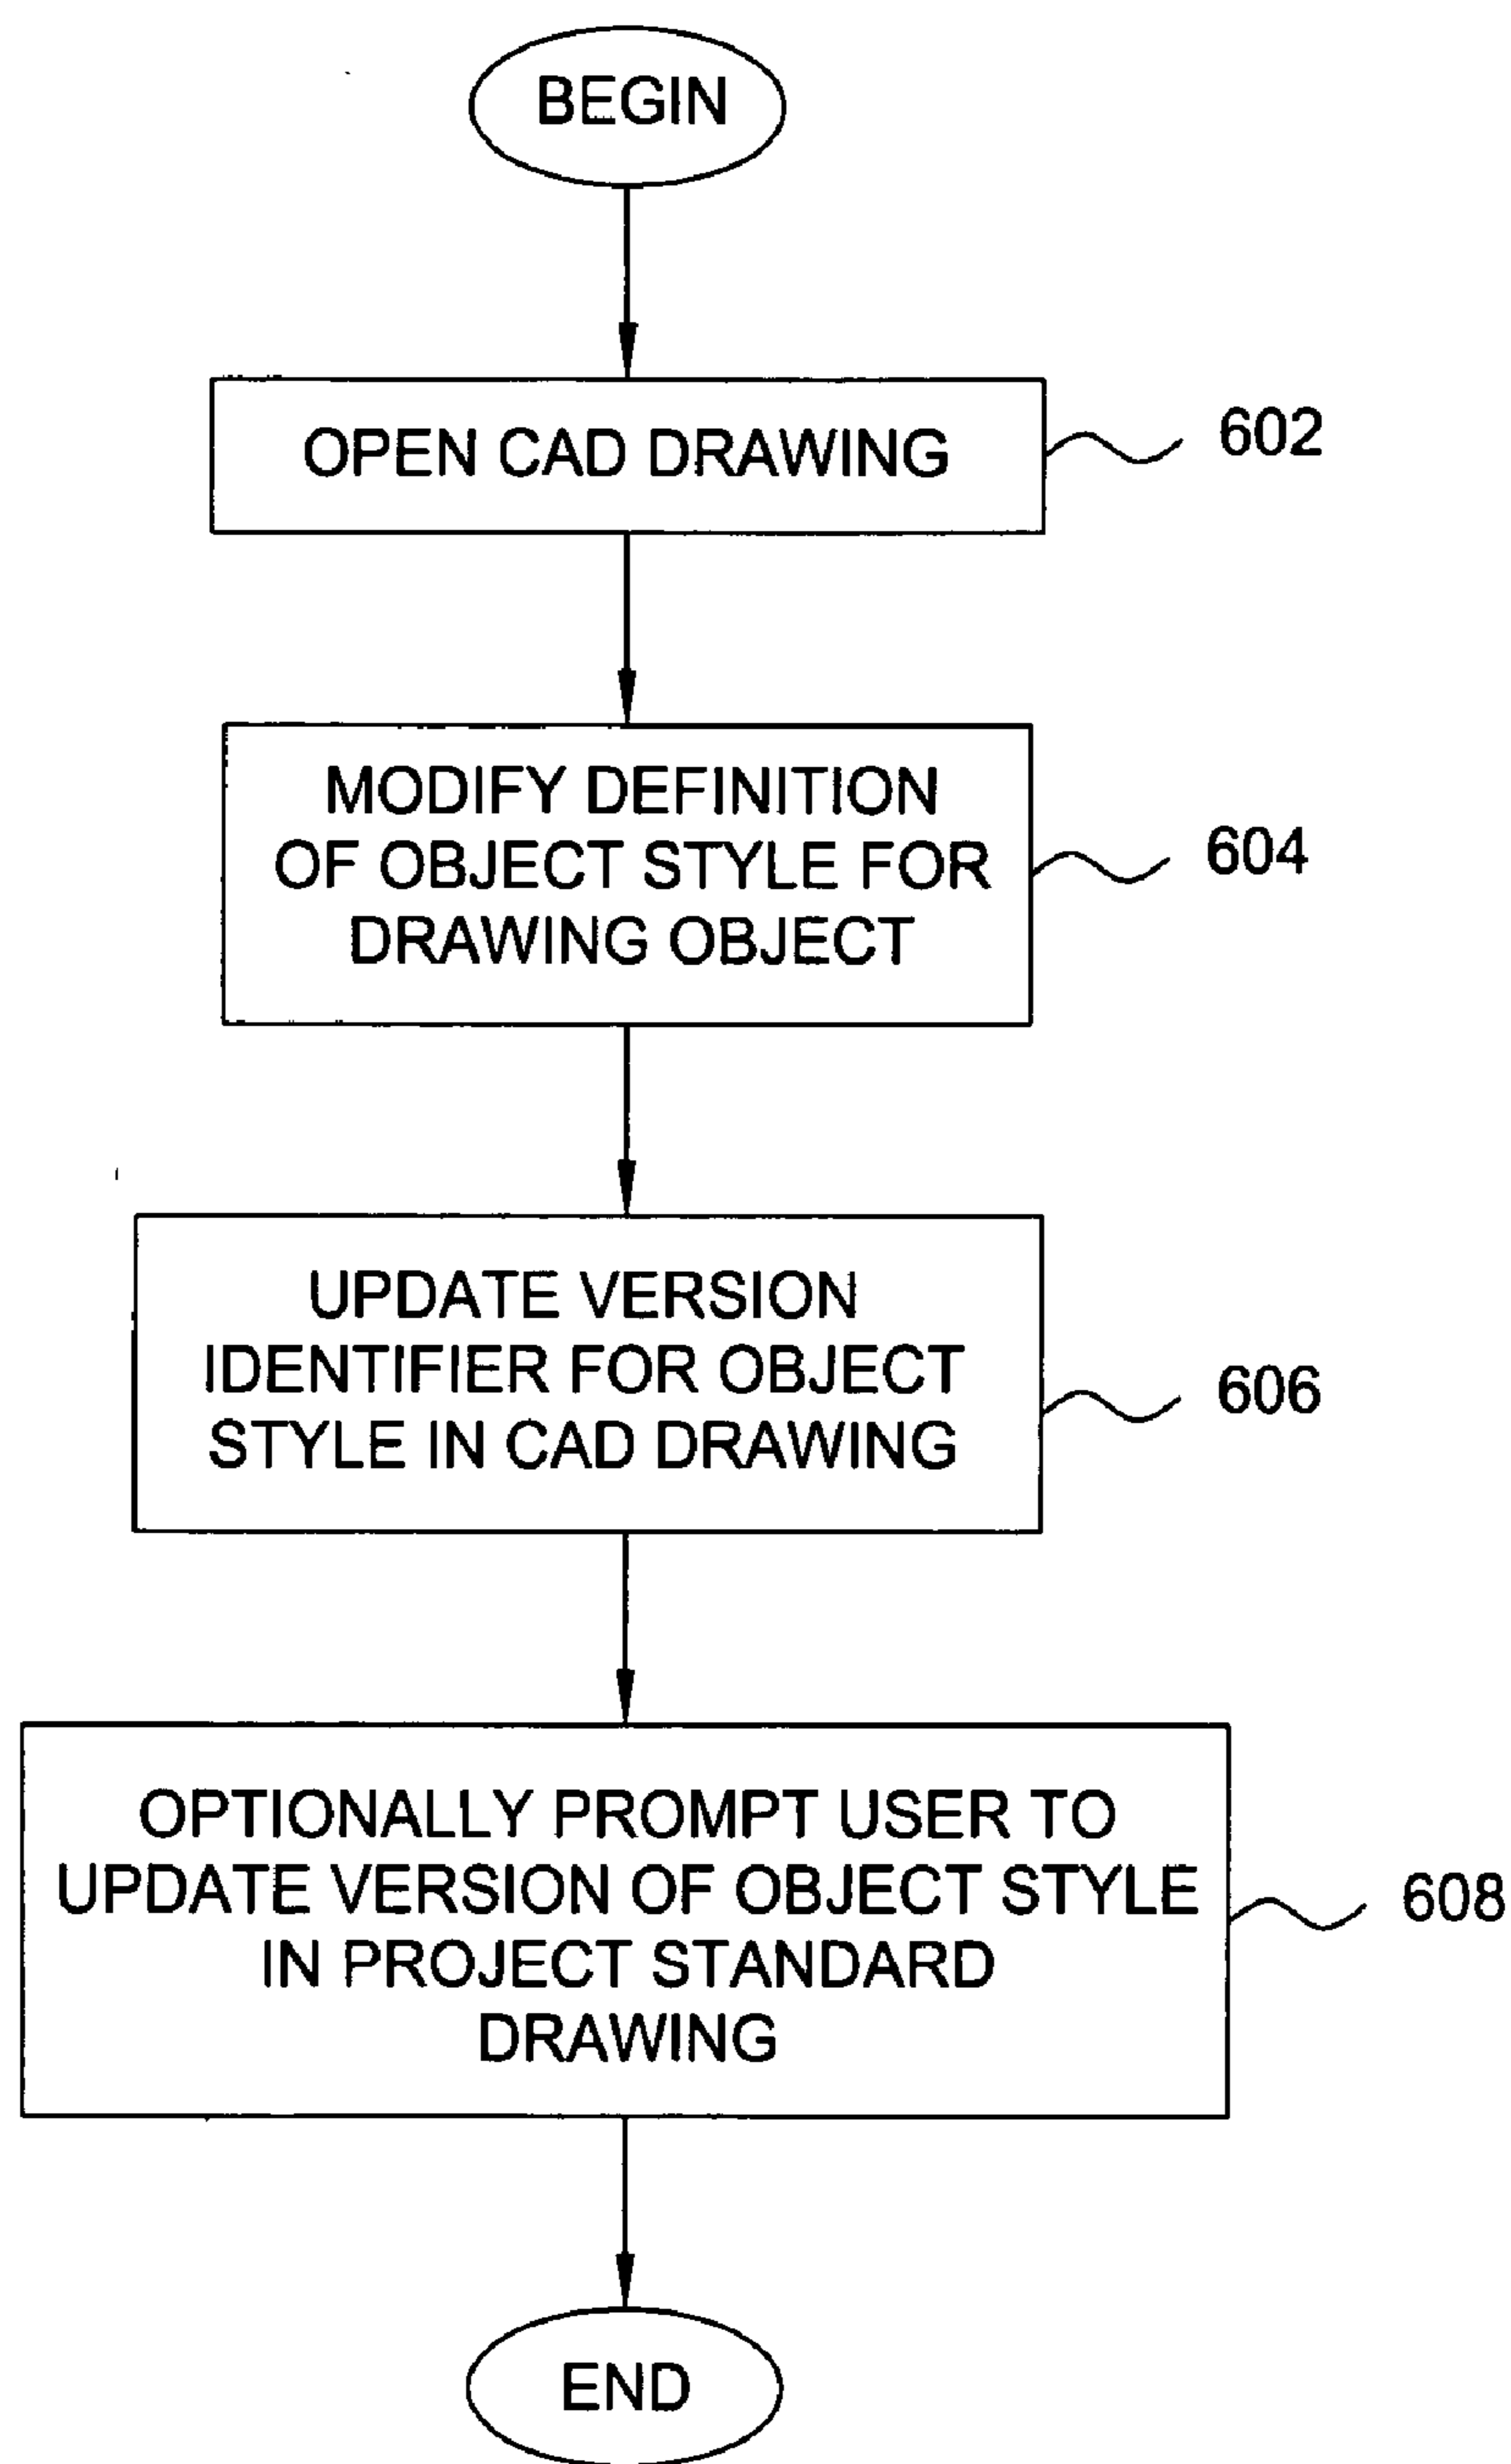 BEGIN
OPEN CAD DRAWING
602
MODIFY DEFINITION
OF OBJECT STYLE FOR
DRAWING OBJECT
604
UPDATE VERSION
IDENTIFIER FOR OBJECT
STYLE IN CAD DRAWING
606
OPTIONALLY PROMPT USER TO
UPDATE VERSION OF OBJECT STYLE
IN PROJECT STANDARD
DRAWING
608
END